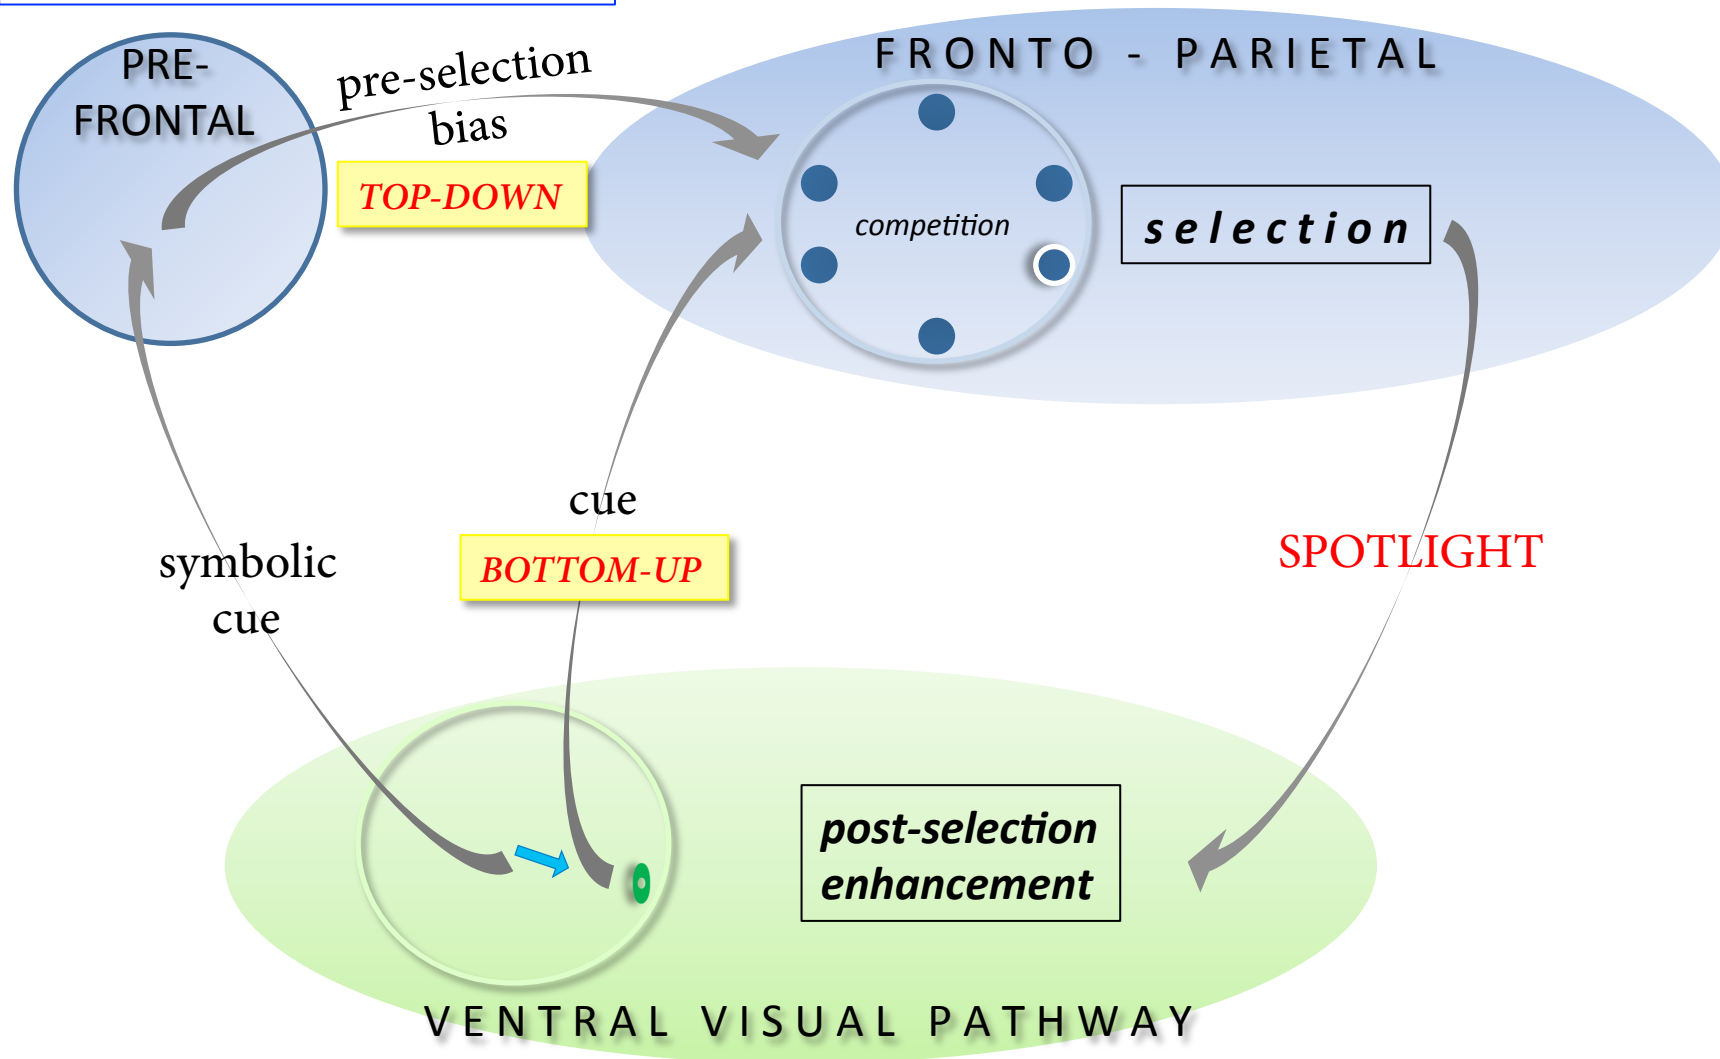 PRE-
FRONTAL
pre-selection
bias
TOP-DOWN
FRONTO - PARIETAL
competition
selection
cue
BOTTOM-UP
symbolic
cue
SPOTLIGHT
post-selection
enhancement
VENTRAL VISUAL PATHWAY